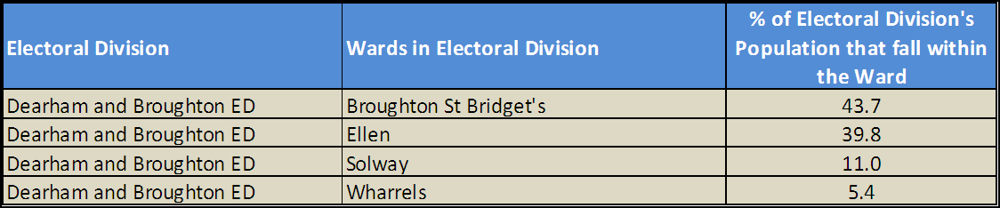 Electoral Division Wards in Electoral Division % of Electoral Division's
Population that fall within
the Ward
Dearham and Broughton ED Broughton St Bridget's 43.7
Dearham and Broughton ED Ellen 39.8
Dearham and Broughton ED Solway 11.0
Dearham and Broughton ED Wharrels 5.4